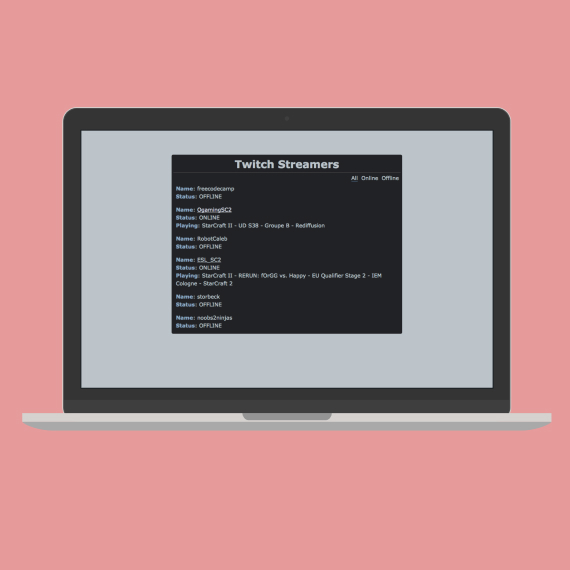 Twitch Streamers
All Online Offline
Name: freecodecamp
Status: OFFLINE
Name: OgamingSC2
Status: ONLINE
Playing: StarCraft II - UD S38 - Groupe B - Rediffusion
Name: RobotCaleb
Status: OFFLINE
Name: ESL_SC2
Status: ONLINE
Playing: StarCraft II - RERUN: fOrGG vs. Happy - EU Qualifier Stage 2 - IEM
Cologne - StarCraft 2
Name: storbeck
Status: OFFLINE
Name: noobs2ninjas
Status: OFFLINE